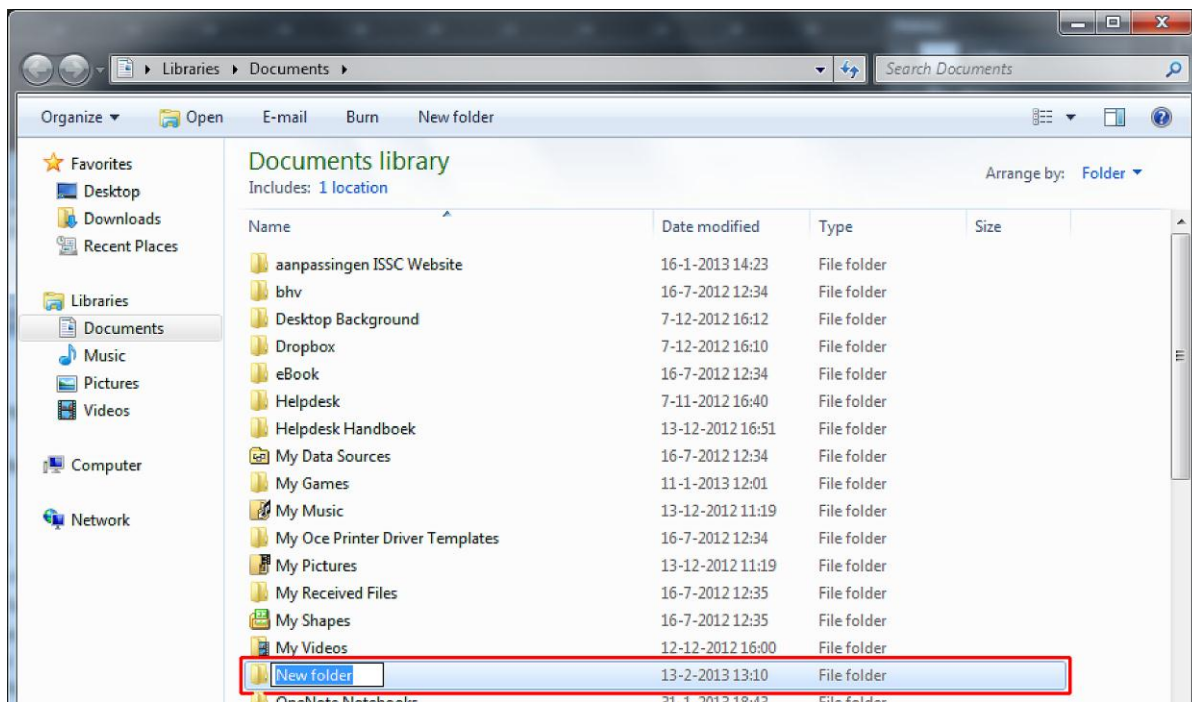 Libraries Documents
Search Documents
Organize Open E-mail Burn New folder
Favorites
Desktop
Downloads
Recent Places
Libraries
Documents
Music
Pictures
Videos
Computer
Network
Documents library
Includes: 1 location
Arrange by: Folder
Name Date modified Type Size
aanpassingen ISSC Website 16-1-2013 14:23 File folder
bhv 16-7-2012 12:34 File folder
Desktop Background 7-12-2012 16:12 File folder
Dropbox 7-12-2012 16:10 File folder
eBook 16-7-2012 12:34 File folder
Helpdesk 7-11-2012 16:40 File folder
Helpdesk Handboek 13-12-2012 16:51 File folder
My Data Sources 16-7-2012 12:34 File folder
My Games 11-1-2013 12:01 File folder
My Music 13-12-2012 11:19 File folder
My Oce Printer Driver Templates 16-7-2012 12:34 File folder
My Pictures 13-12-2012 11:19 File folder
My Received Files 16-7-2012 12:35 File folder
My Shapes 16-7-2012 12:35 File folder
My Videos 12-12-2012 16:00 File folder
New folder 13-2-2013 13:10 File folder
OneNote Notebooks 31-1-2013 18:43 File folder